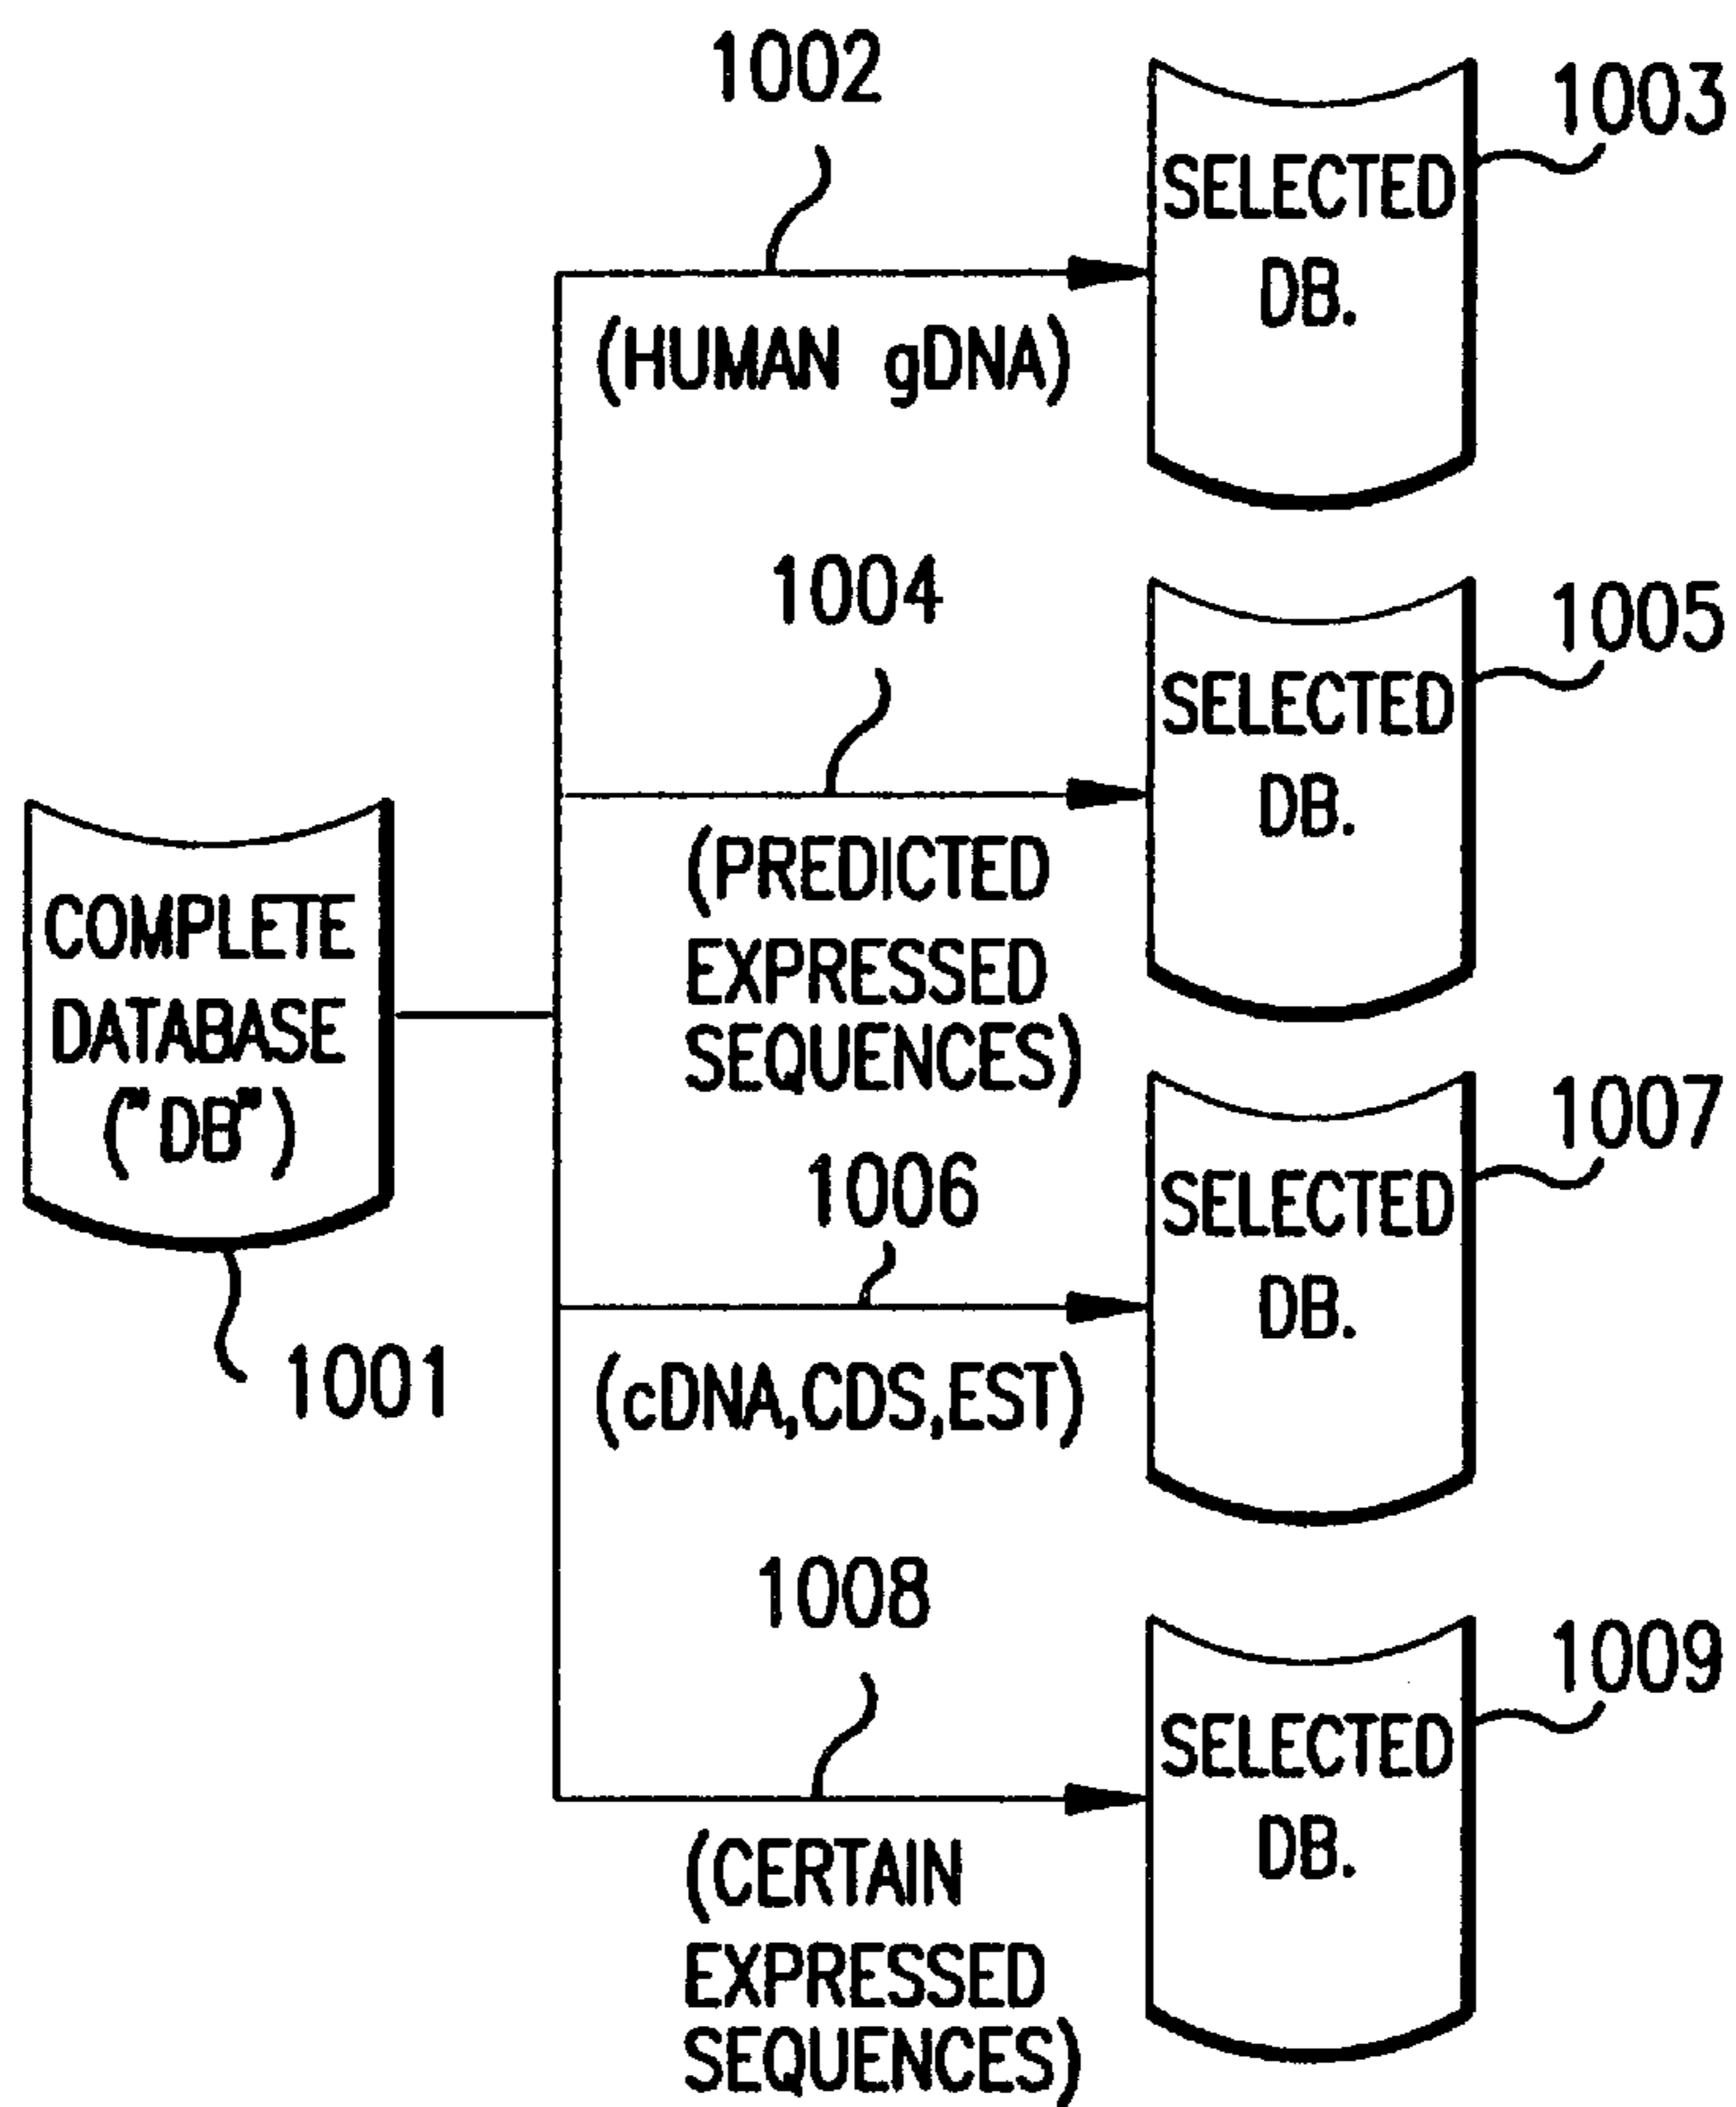 1002
1003
SELECTED
DB.
(HUMAN gDNA)
1004
1005
SELECTED
DB.
(PREDICTED
EXPRESSED
SEQUENCES)
COMPLETE
DATABASE
("DB")
1001
1006
1007
SELECTED
DB.
(cDNA,CDS,EST)
1008
1009
SELECTED
DB.
(CERTAIN
EXPRESSED
SEQUENCES)